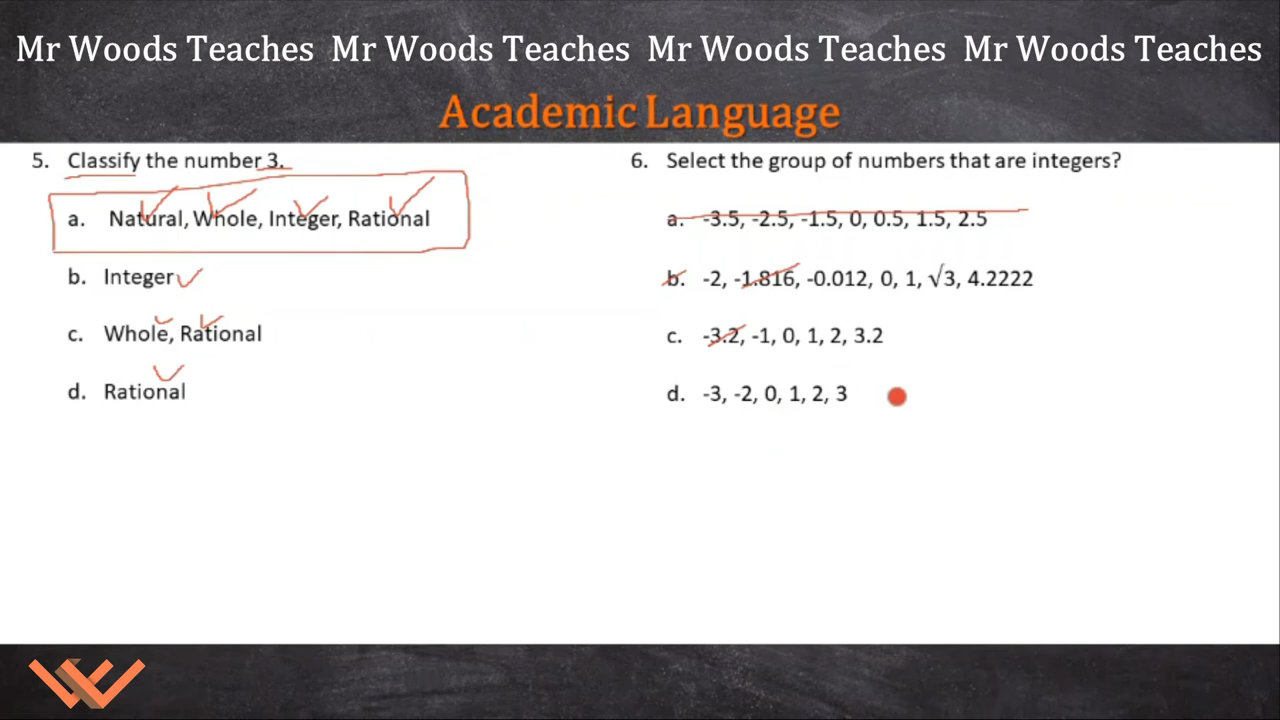 Mr Woods Teaches Mr Woods Teaches Mr Woods Teaches Mr Woods Teaches
Academic Language
5. Classify the number 3.
a. Natural, Whole, Integer, Rational
b. Integer
c. Whole, Rational
d. Rational
6. Select the group of numbers that are integers?
a. -3.5, -2.5, -1.5, 0, 0.5, 1.5, 2.5
b. -2, -1.816, -0.012, 0, 1, √3, 4.2222
c. -3.2, -1, 0, 1, 2, 3.2
d. -3, -2, 0, 1, 2, 3